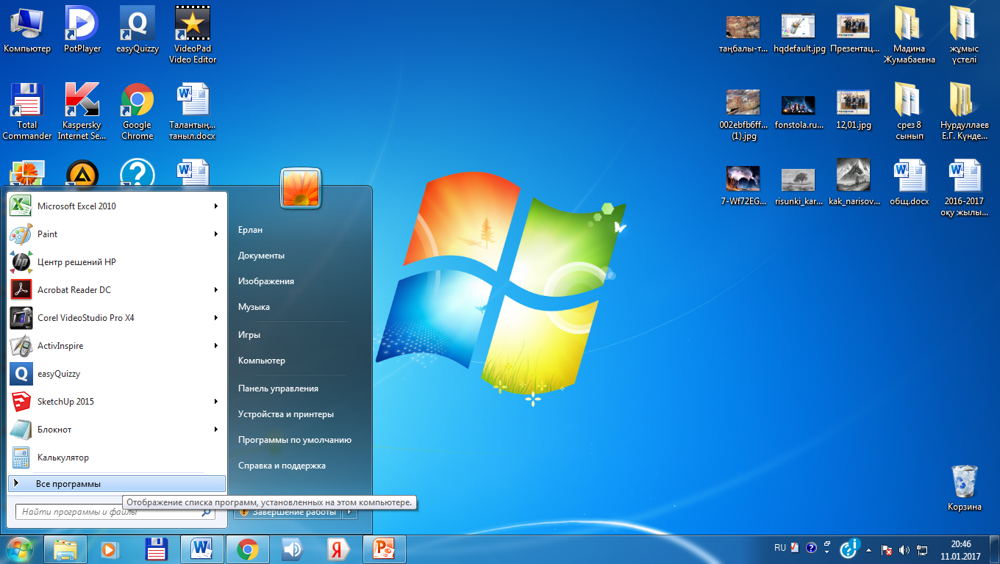 Компьютер
PotPlayer
easyQuizzy
VideoPad
Video Editor
Total
Commander
Kaspersky
Internet Se...
Google
Chrome
Талантың...
таныл.docx
таңбалы-т...
hqdefault.jpg
Презентац...
Мадина
Жумабаевна
жұмыс
үстелі
002ebfb6ff...
(1).jpg
fonstola.ru...
12,01.jpg
срез 8
сынып
Нурдуллаев
Е.Г. Күнде...
7-Wf72EG...
risunki_kar...
kak_narisov...
общ.docx
2016-2017
оқу жылы...
Microsoft Excel 2010
Paint
Центр решений HP
Acrobat Reader DC
Corel VideoStudio Pro X4
ActivInspire
easyQuizzy
SketchUp 2015
Блокнот
Калькулятор
Все программы
Найти программы и файлы
Ерлан
Документы
Изображения
Музыка
Игры
Компьютер
Панель управления
Устройства и принтеры
Программы по умолчанию
Справка и поддержка
Отображение списка программ, установленных на этом компьютере.
Завершение работы
Корзина
RU
20:46
11.01.2017